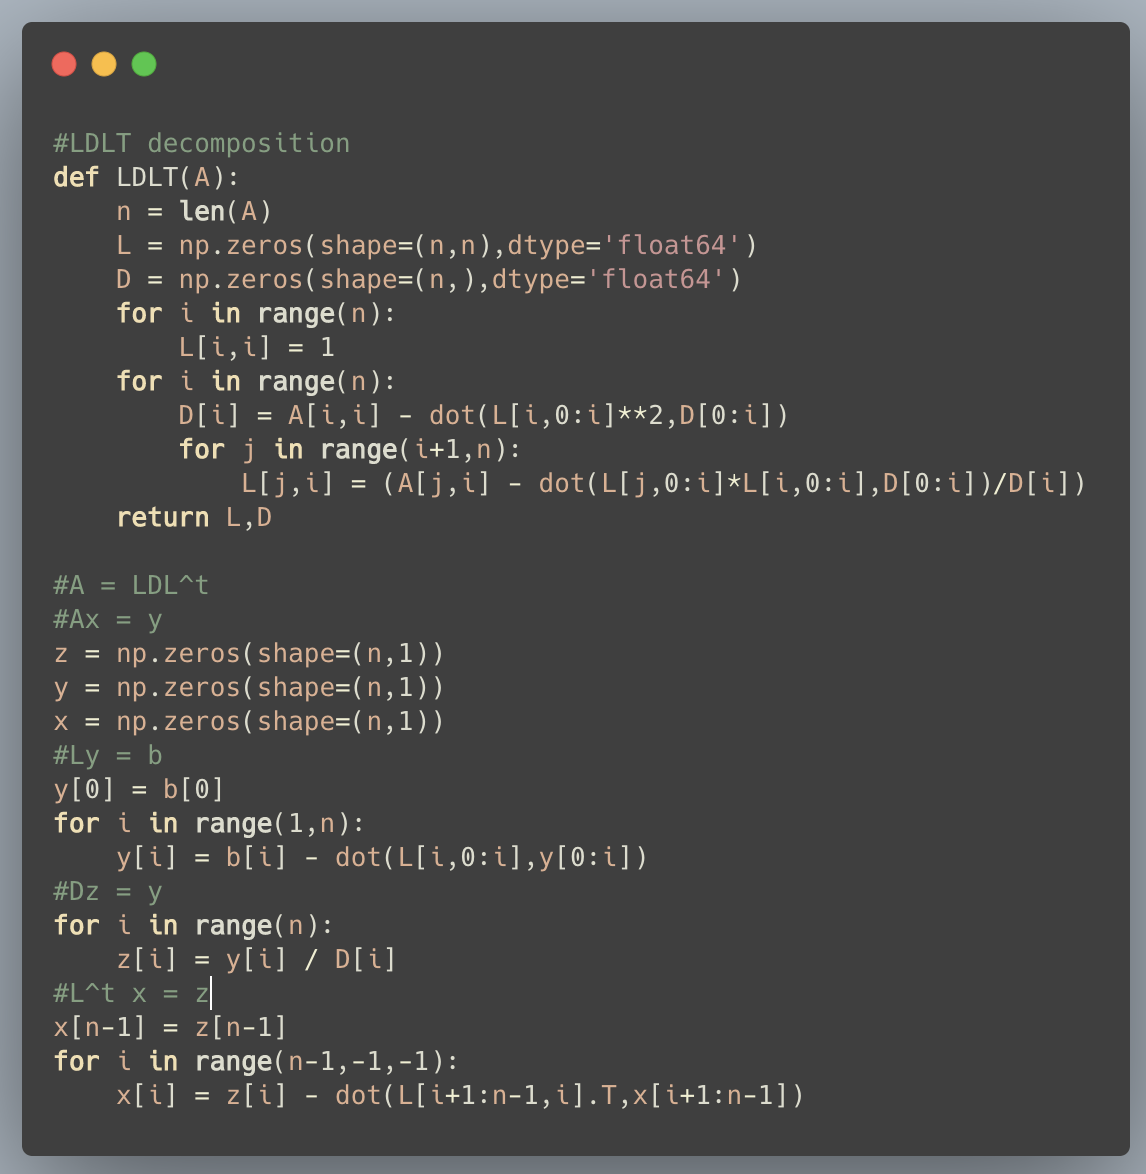 #LDLT decomposition
def LDLT(A):
    n = len(A)
    L = np.zeros(shape=(n,n),dtype='float64')
    D = np.zeros(shape=(n,),dtype='float64')
    for i in range(n):
        L[i,i] = 1
    for i in range(n):
        D[i] = A[i,i] - dot(L[i,0:i]**2,D[0:i])
        for j in range(i+1,n):
            L[j,i] = (A[j,i] - dot(L[j,0:i]*L[i,0:i],D[0:i])/D[i])
    return L,D

#A = LDL^t
#Ax = y
z = np.zeros(shape=(n,1))
y = np.zeros(shape=(n,1))
x = np.zeros(shape=(n,1))
#Ly = b
y[0] = b[0]
for i in range(1,n):
    y[i] = b[i] - dot(L[i,0:i],y[0:i])
#Dz = y
for i in range(n):
    z[i] = y[i] / D[i]
#L^t x = z
x[n-1] = z[n-1]
for i in range(n-1,-1,-1):
    x[i] = z[i] - dot(L[i+1:n-1,i].T,x[i+1:n-1])